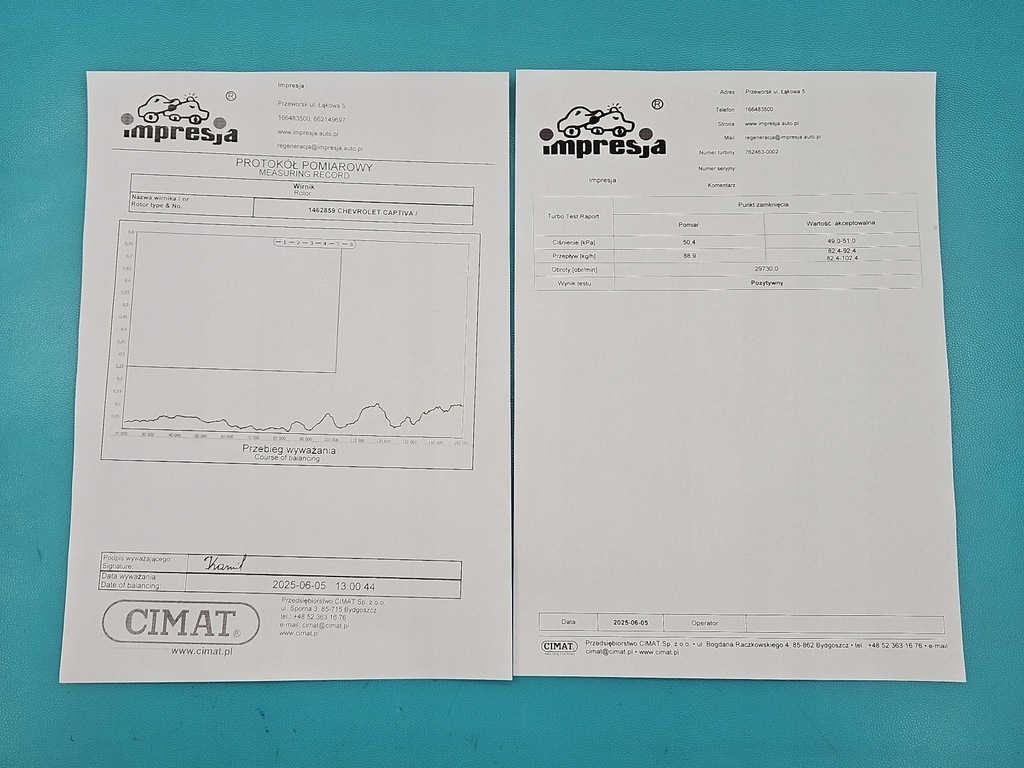 impresja ®
Impresja
Przeworsk ul. Łąkowa 5
166483500, 662149697
www.impresja.auto.pl
regeneracja@impresja.auto.pl
PROTOKÓŁ POMIAROWY
MEASURING RECORD
Wirnik
Rotor
Nazwa wirnika i nr
Rotor type & No.
1462859 CHEVROLET CAPTIVA /
1 2 3 4 5 6
Przebieg wyważania
Course of balancing
Podpis wyważającego:
Signature:
Kamil
Data wyważania:
Date of balancing:
2025-06-05 13:00:44
CIMAT ®
www.cimat.pl
Przedsiębiorstwo CIMAT Sp. z o.o.
ul. Sporna 3, 85-715 Bydgoszcz
tel.: +48 52 363 16 76
e-mail: cimat@cimat.pl
www.cimat.pl
impresja ®
Adres Przeworsk ul. Łąkowa 5
Telefon 166483500
Strona www.impresja.auto.pl
Mail regeneracja@impresja.auto.pl
Numer turbiny 762463-0002
Numer seryjny
Impresja
Komentarz
Turbo Test Raport
Punkt zamknięcia
Pomiar Wartość akceptowalna
Ciśnienie [kPa] 50.4 49.0-51.0
Przepływ [kg/h] 88.9 82.4-92.4
82.4-102.4
Obroty [obr/min] 29730.0
Wynik testu Pozytywny
Data 2025-06-05 Operator
CIMAT
Przedsiębiorstwo CIMAT Sp. z o.o. • ul. Bogdana Raczkowskiego 4, 85-862 Bydgoszcz • tel.: +48 52 363 16 76 • e-mail:
cimat@cimat.pl • www.cimat.pl